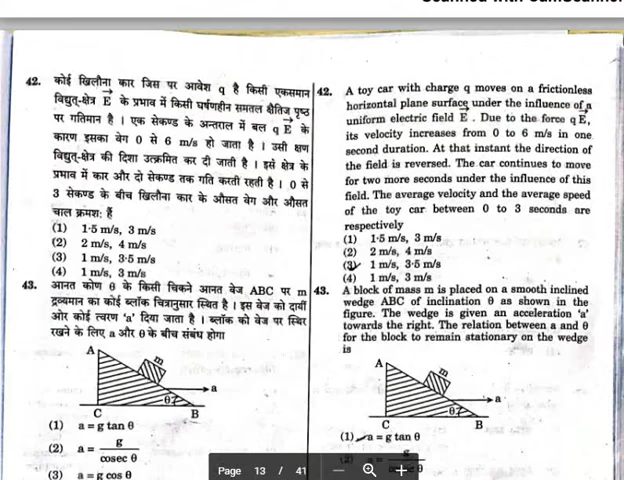 42. कोई खिलौना कार जिस पर आवेश q है किसी एकसमान
विद्युत्-क्षेत्र E के प्रभाव में किसी घर्षणहीन समतल क्षैतिज पृष्ठ
पर गतिमान है । एक सेकण्ड के अन्तराल में बल q E के
कारण इसका वेग 0 से 6 m/s हो जाता है । उसी क्षण
विद्युत्-क्षेत्र की दिशा उत्क्रमित कर दी जाती है । इस क्षेत्र के
प्रभाव में कार और दो सेकण्ड तक गति करती रहती है । 0 से
3 सेकण्ड के बीच खिलौना कार के औसत वेग और औसत
चाल क्रमशः हैं
(1) 1·5 m/s, 3 m/s
(2) 2 m/s, 4 m/s
(3) 1 m/s, 3·5 m/s
(4) 1 m/s, 3 m/s
43. आनत कोण θ के किसी चिकने आनत वेज ABC पर m
द्रव्यमान का कोई ब्लॉक चित्रानुसार स्थित है । इस वेज को दायीं
ओर कोई त्वरण 'a' दिया जाता है । ब्लॉक को वेज पर स्थिर
रखने के लिए a और θ के बीच संबंध होगा
A
m
a
θ
C B
(1) a = g tan θ
(2) a = g
cosec θ
(3) a = g cos θ
42. A toy car with charge q moves on a frictionless
horizontal plane surface under the influence of a
uniform electric field E . Due to the force q E,
its velocity increases from 0 to 6 m/s in one
second duration. At that instant the direction of
the field is reversed. The car continues to move
for two more seconds under the influence of this
field. The average velocity and the average speed
of the toy car between 0 to 3 seconds are
respectively
(1) 1·5 m/s, 3 m/s
(2) 2 m/s, 4 m/s
(3) 1 m/s, 3·5 m/s
(4) 1 m/s, 3 m/s
43. A block of mass m is placed on a smooth inclined
wedge ABC of inclination θ as shown in the
figure. The wedge is given an acceleration 'a'
towards the right. The relation between a and θ
for the block to remain stationary on the wedge
is
A
m
a
θ
C B
(1) a = g tan θ
Page 13 / 41